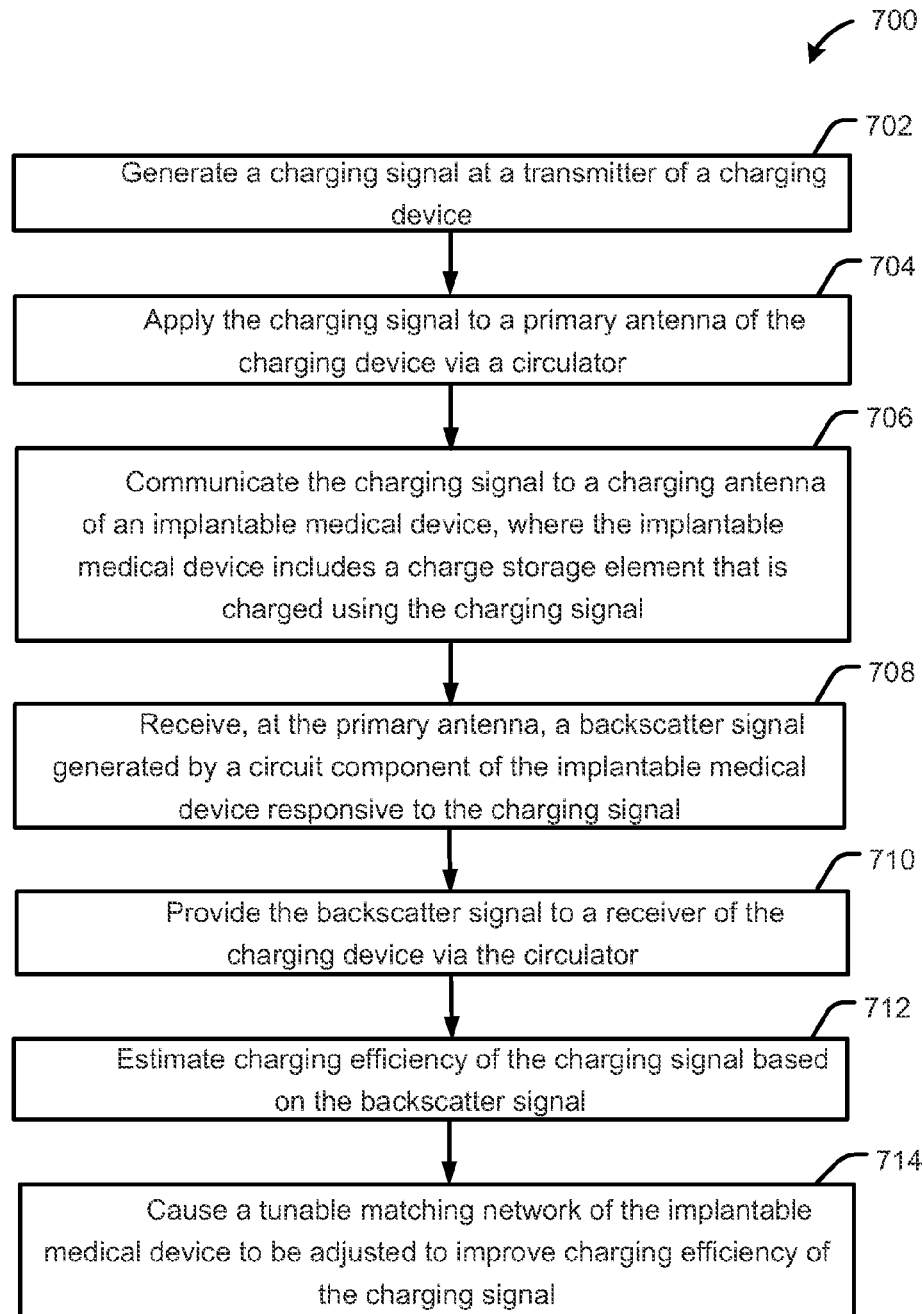 700
702
Generate a charging signal at a transmitter of a charging
device
704
Apply the charging signal to a primary antenna of the
charging device via a circulator
706
Communicate the charging signal to a charging antenna
of an implantable medical device, where the implantable
medical device includes a charge storage element that is
charged using the charging signal
708
Receive, at the primary antenna, a backscatter signal
generated by a circuit component of the implantable medical
device responsive to the charging signal
710
Provide the backscatter signal to a receiver of the
charging device via the circulator
712
Estimate charging efficiency of the charging signal based
on the backscatter signal
714
Cause a tunable matching network of the implantable
medical device to be adjusted to improve charging efficiency of
the charging signal